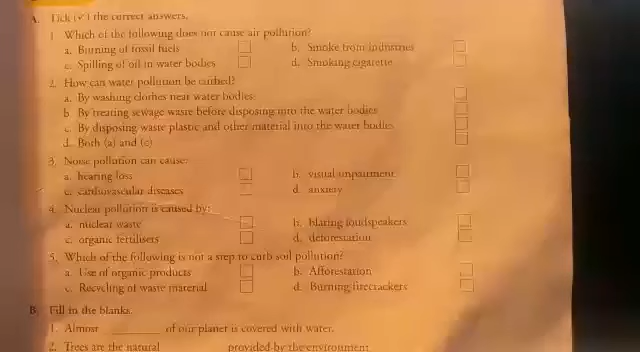 A. Tick (✓) the correct answers.
1. Which of the following does not cause air pollution?
a. Burning of fossil fuels b. Smoke from industries
c. Spilling of oil in water bodies d. Smoking cigarette
2. How can water pollution be curbed?
a. By washing clothes near water bodies
b. By treating sewage waste before disposing into the water bodies
c. By disposing waste plastic and other material into the water bodies
d. Both (a) and (c)
3. Noise pollution can cause:
a. hearing loss b. visual impairment
c. cardiovascular diseases d. anxiety
4. Nuclear pollution is caused by:
a. nuclear waste b. blaring loudspeakers
c. organic fertilisers d. deforestation
5. Which of the following is not a step to curb soil pollution?
a. Use of organic products b. Afforestation
c. Recycling of waste material d. Burning firecrackers
B. Fill in the blanks.
1. Almost ________ of our planet is covered with water.
2. Trees are the natural ________ provided by the environment